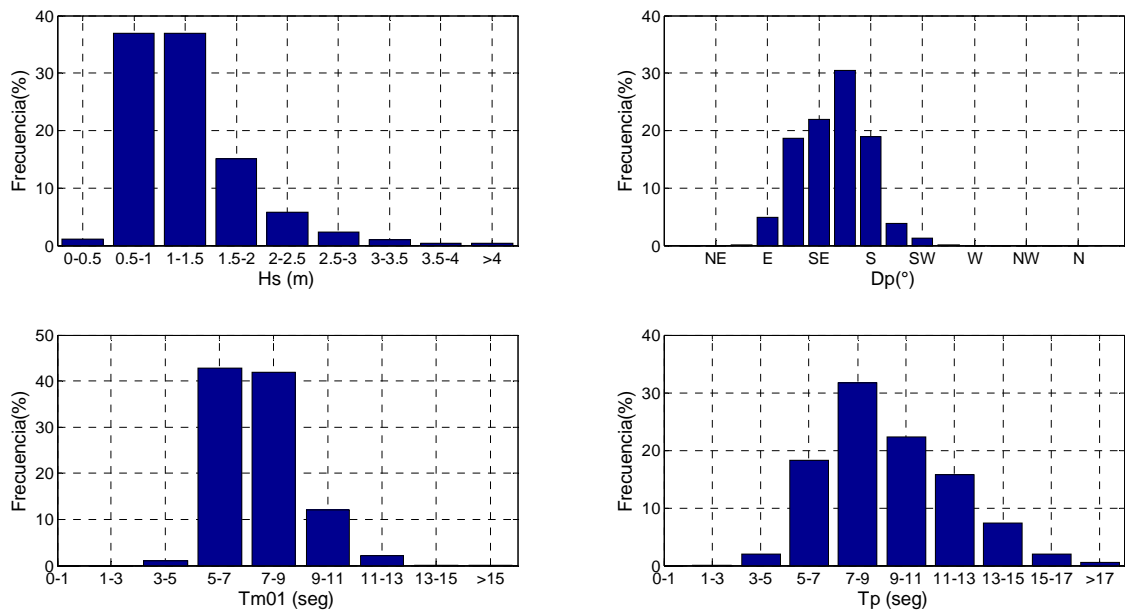 40
30
20
10
0
Frecuencia(%)
0-0.5 0.5-1 1-1.5 1.5-2 2-2.5 2.5-3 3-3.5 3.5-4 >4
Hs (m)
40
30
20
10
0
Frecuencia(%)
NE E SE S SW W NW N
Dp(°)
50
40
30
20
10
0
Frecuencia(%)
0-1 1-3 3-5 5-7 7-9 9-11 11-13 13-15 >15
Tm01 (seg)
40
30
20
10
0
Frecuencia(%)
0-1 1-3 3-5 5-7 7-9 9-11 11-13 13-15 15-17 >17
Tp (seg)